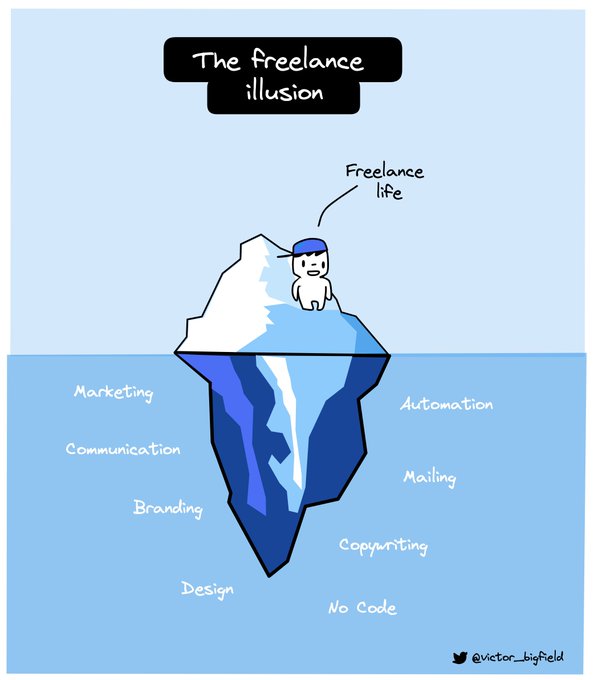 The freelance
illusion
Freelance
life
Marketing
Automation
Communication
Mailing
Branding
Copywriting
Design
No Code
@victor_bigfield